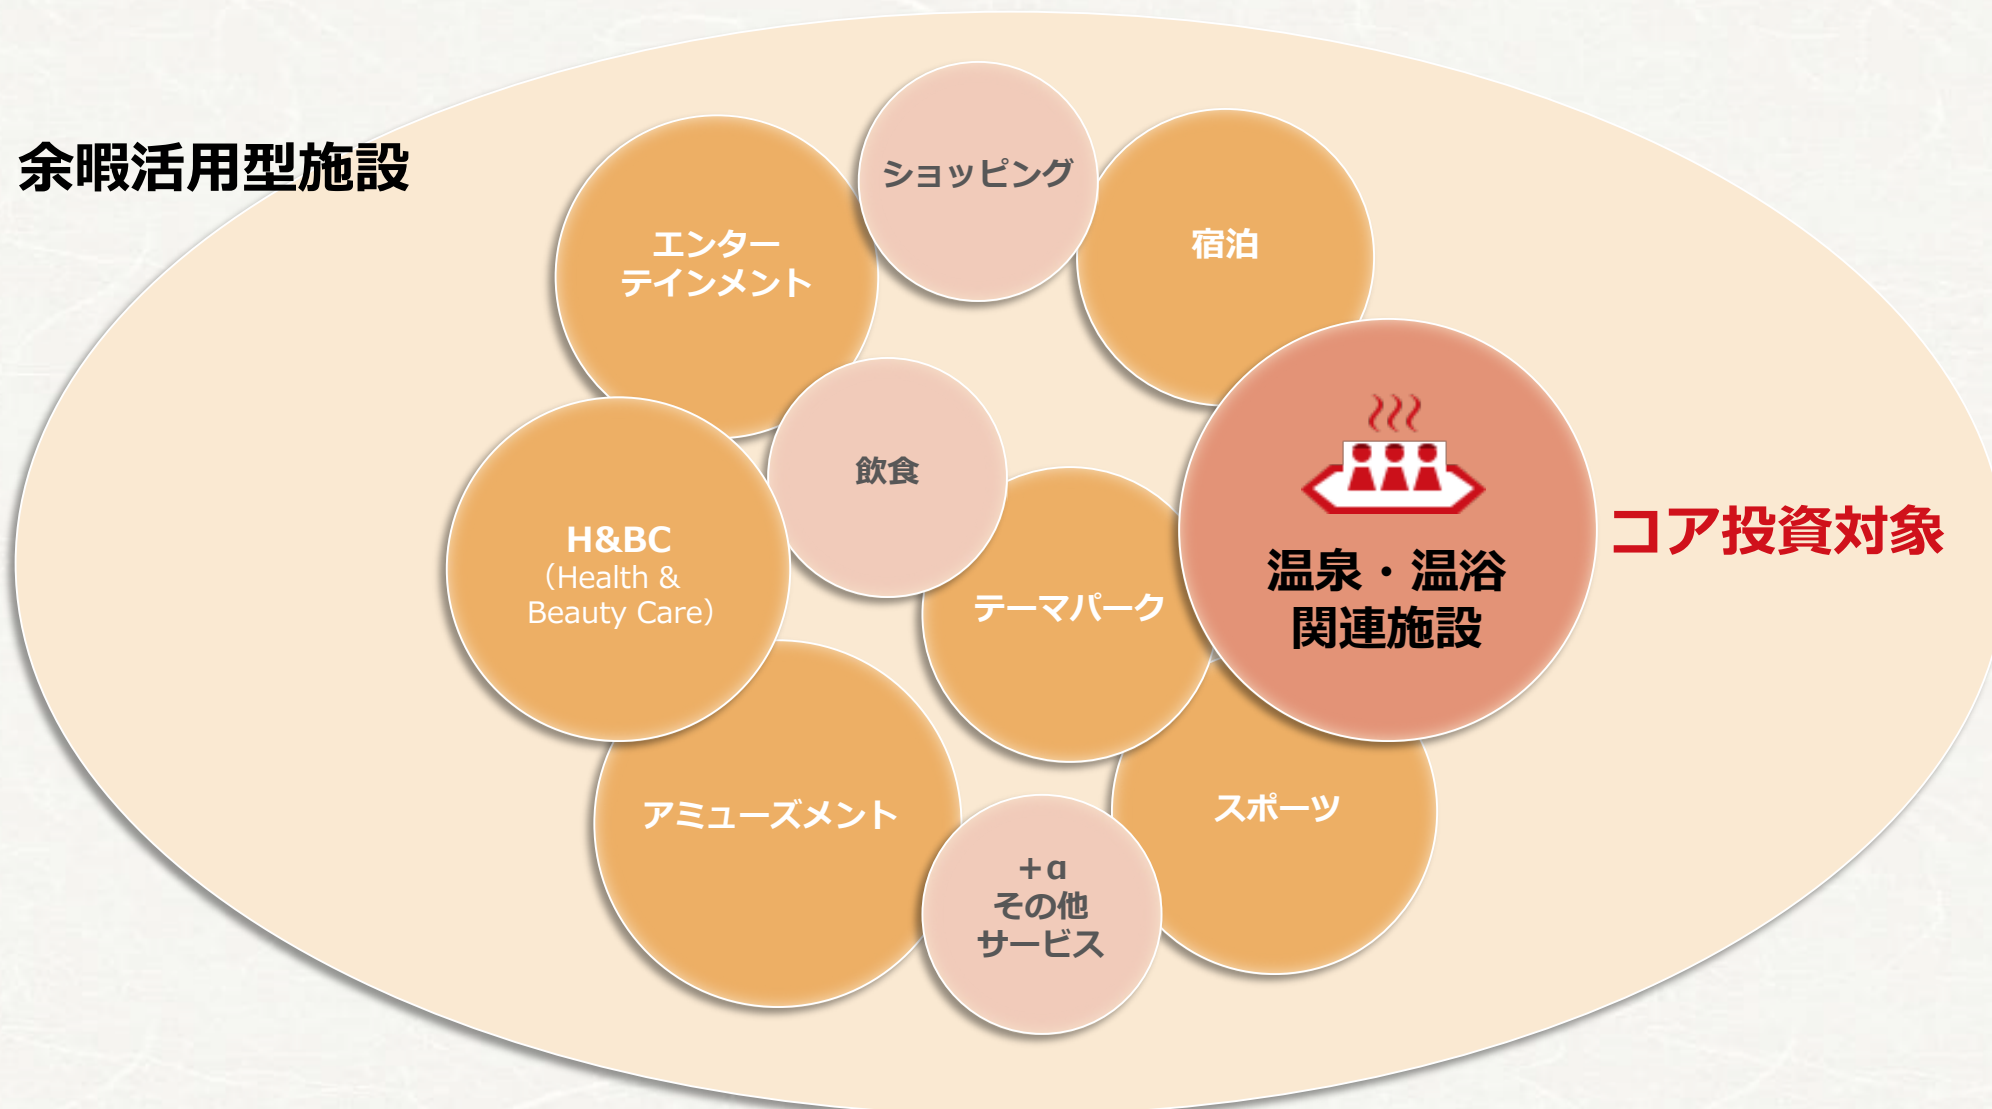 余暇活用型施設
ショッピング
エンター
テインメント
宿泊
飲食
H&BC
（Health &
Beauty Care）
テーマパーク
温泉・温浴
関連施設
コア投資対象
アミューズメント
スポーツ
＋α
その他
サービス